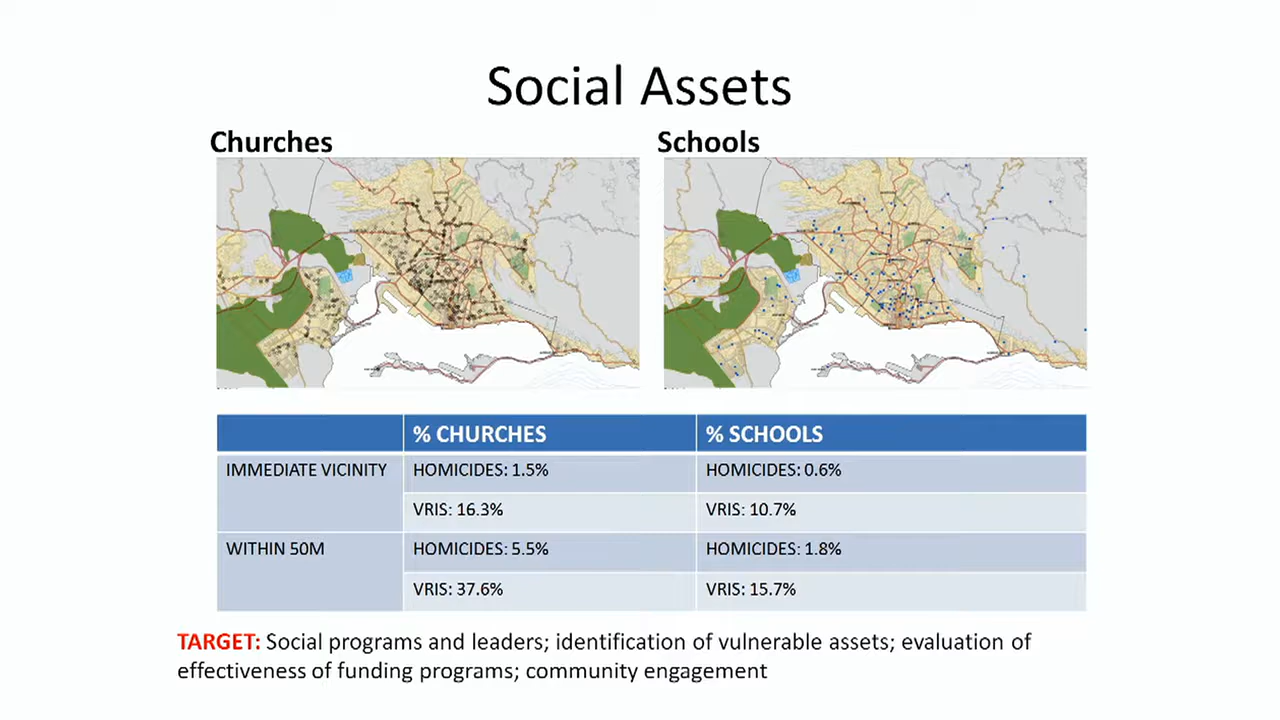 Social Assets
Churches
Schools
% CHURCHES
% SCHOOLS
IMMEDIATE VICINITY
HOMICIDES: 1.5%
HOMICIDES: 0.6%
VRIS: 16.3%
VRIS: 10.7%
WITHIN 50M
HOMICIDES: 5.5%
HOMICIDES: 1.8%
VRIS: 37.6%
VRIS: 15.7%
TARGET: Social programs and leaders; identification of vulnerable assets; evaluation of
effectiveness of funding programs; community engagement